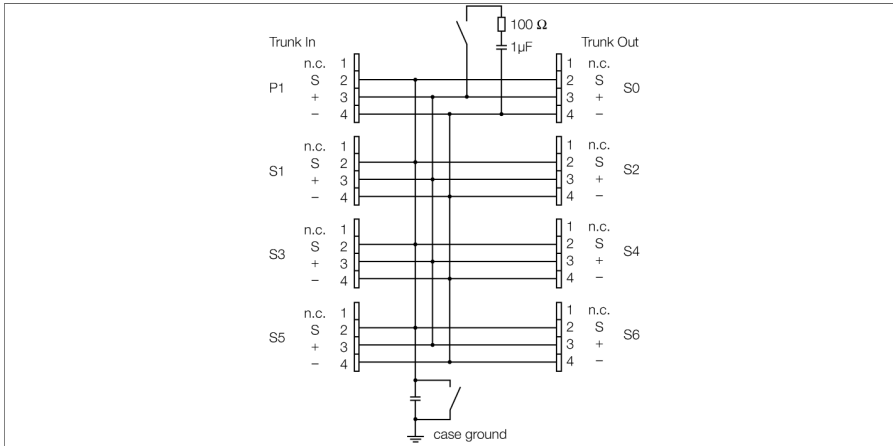 100 Ω
Trunk In 1µF Trunk Out
n.c. 1 1 n.c.
S 2 2 S
P1 S0
+ 3 3 +
− 4 4 −
n.c. 1 1 n.c.
S 2 2 S
S1 S2
+ 3 3 +
− 4 4 −
n.c. 1 1 n.c.
S 2 2 S
S3 S4
+ 3 3 +
− 4 4 −
n.c. 1 1 n.c.
S 2 2 S
S5 S6
+ 3 3 +
− 4 4 −
case ground